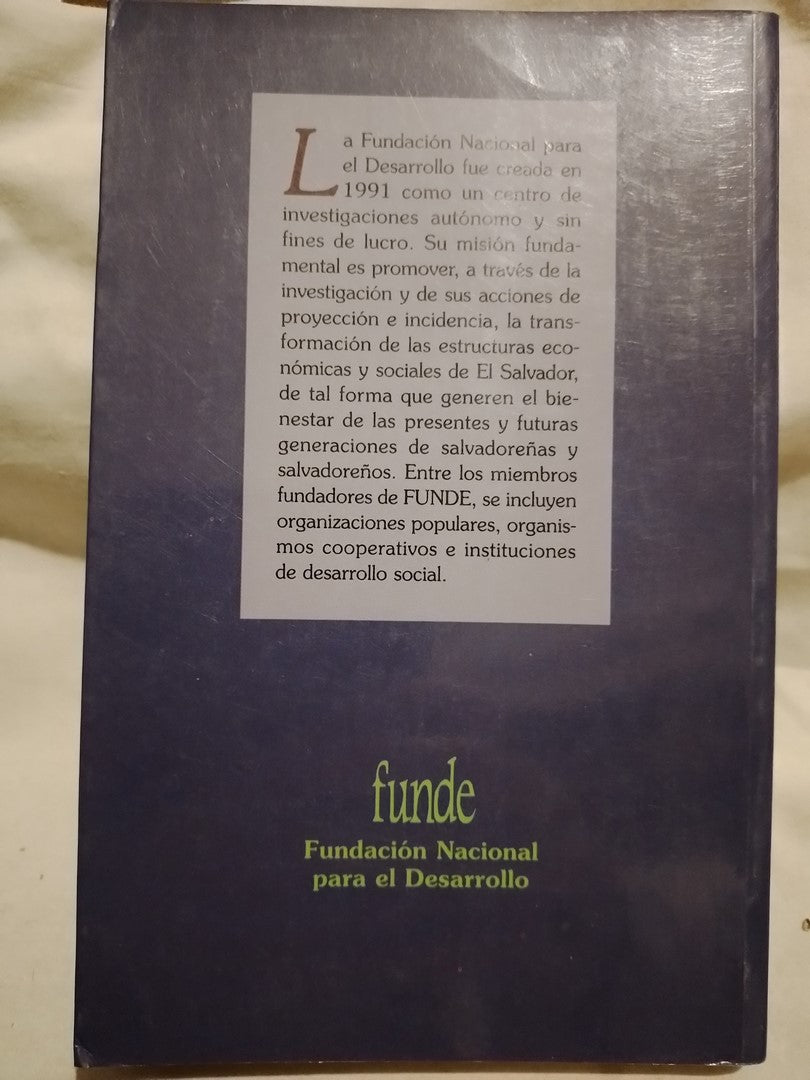 La Fundación Nacional para
el Desarrollo fue creada en
1991 como un centro de
investigaciones autónomo y sin
fines de lucro. Su misión funda-
mental es promover, a través de la
investigación y de sus acciones de
proyección e incidencia, la trans-
formación de las estructuras eco-
nómicas y sociales de El Salvador,
de tal forma que generen el bie-
nestar de las presentes y futuras
generaciones de salvadoreñas y
salvadoreños. Entre los miembros
fundadores de FUNDE, se incluyen
organizaciones populares, organis-
mos cooperativos e instituciones
de desarrollo social.
funde
Fundación Nacional
para el Desarrollo